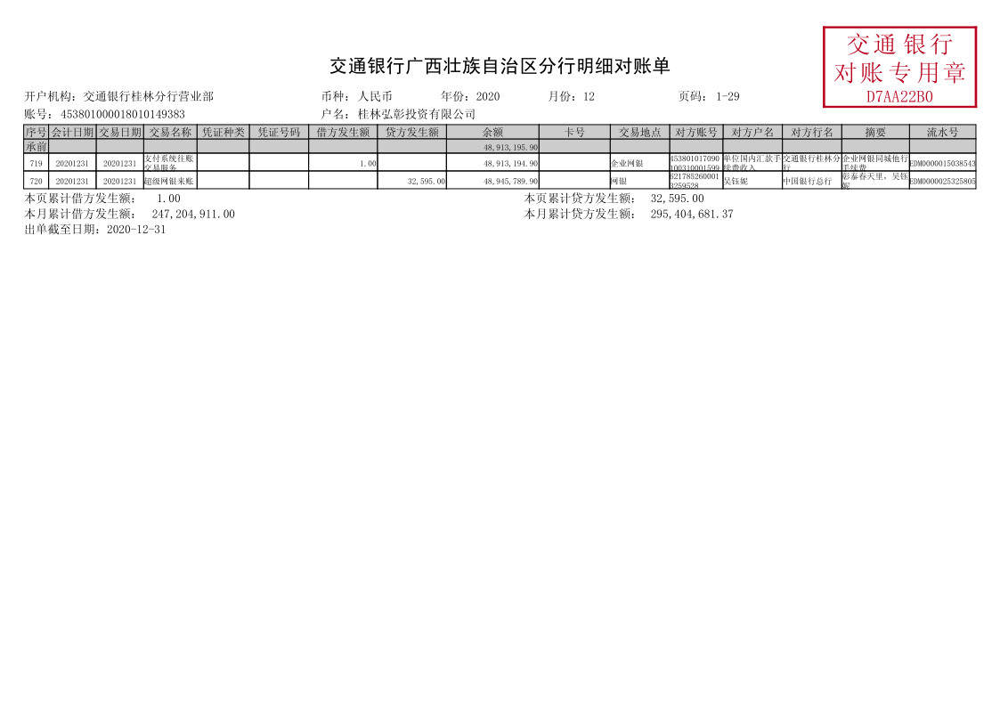 交通银行
对账专用章
D7AA22B0
交通银行广西壮族自治区分行明细对账单
开户机构：交通银行桂林分行营业部 币种：人民币 年份：2020 月份：12 页码：1-29
账号：453801000018010149383 户名：桂林弘彰投资有限公司
序号 会计日期 交易日期 交易名称 凭证种类 凭证号码 借方发生额 贷方发生额 余额 卡号 交易地点 对方账号 对方户名 对方行名 摘要 流水号
承前 48,913,195.90
719 20201231 20201231 支付系统往账交易服务 1.00 48,913,194.90 企业网银 453801017090100310001599 单位国内汇款手续费收入 交通银行桂林分行 企业网银同城他行手续费 EDM0000015038543
720 20201231 20201231 超级网银来账 32,595.00 48,945,789.90 网银 6217852600013259528 吴钰妮 中国银行总行 彰泰春天里，吴钰妮 EDM0000025325805
本页累计借方发生额： 1.00 本页累计贷方发生额： 32,595.00
本月累计借方发生额： 247,204,911.00 本月累计贷方发生额： 295,404,681.37
出单截至日期：2020-12-31